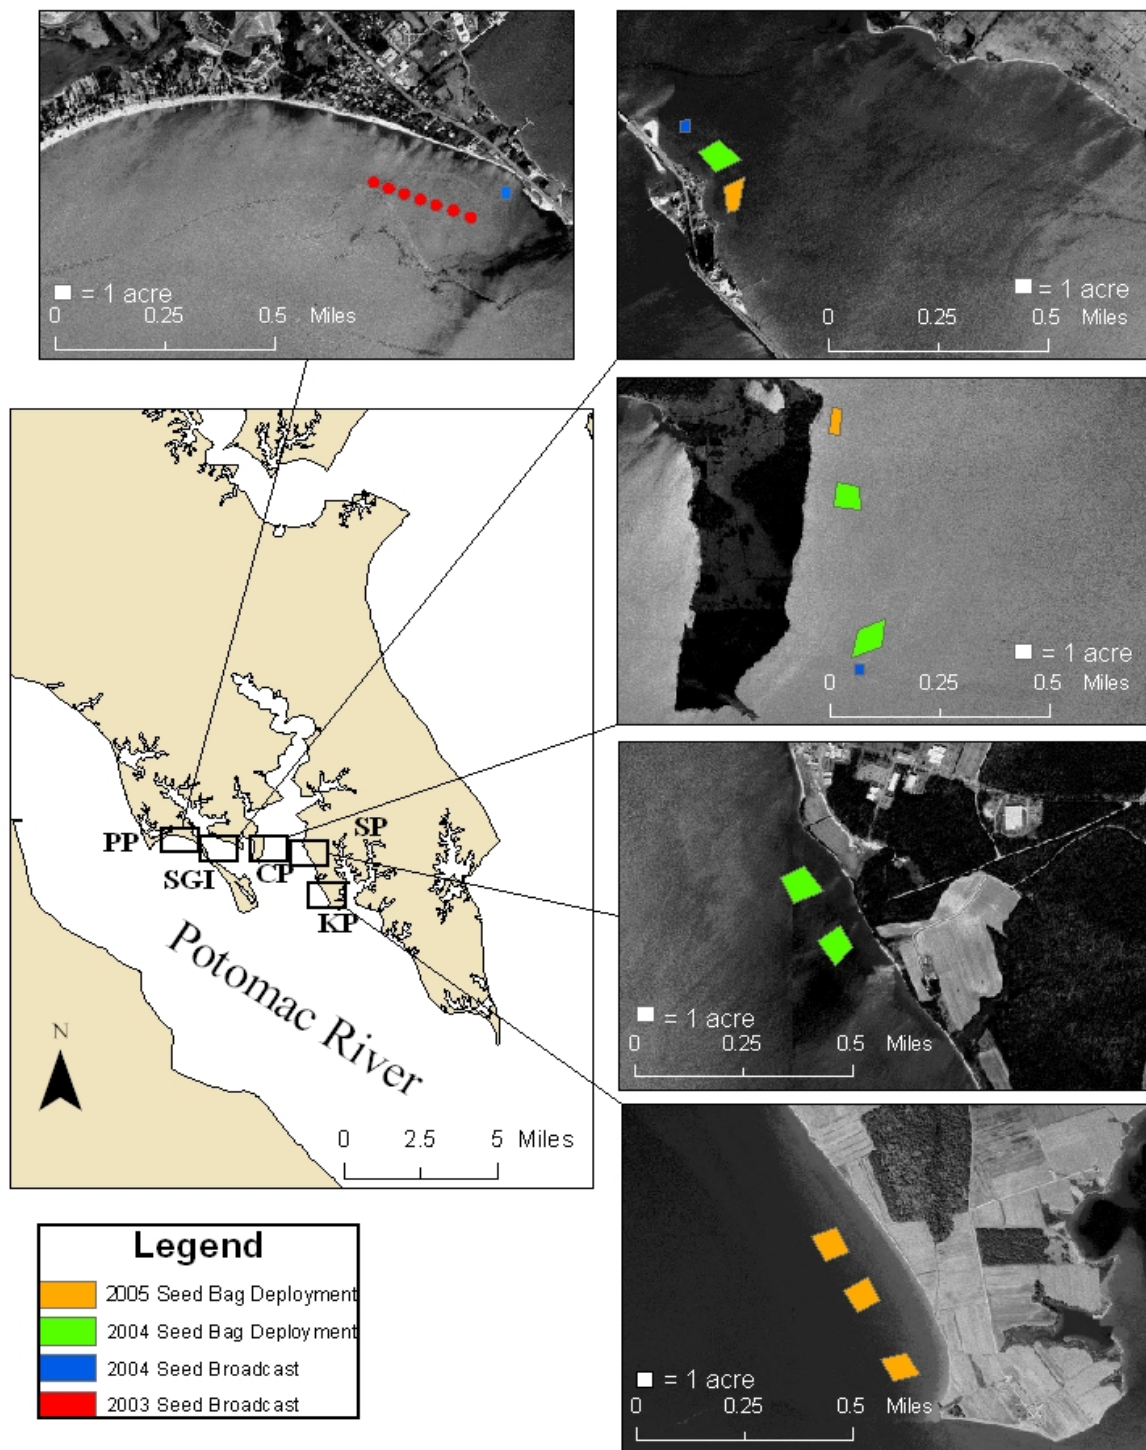 = 1 acre
0 0.25 0.5 Miles
= 1 acre
0 0.25 0.5 Miles
= 1 acre
0 0.25 0.5 Miles
= 1 acre
0 0.25 0.5 Miles
= 1 acre
0 0.25 0.5 Miles
PP
SGI
CP
SP
KP
Potomac River
N
0 2.5 5 Miles
Legend
2005 Seed Bag Deployment
2004 Seed Bag Deployment
2004 Seed Broadcast
2003 Seed Broadcast